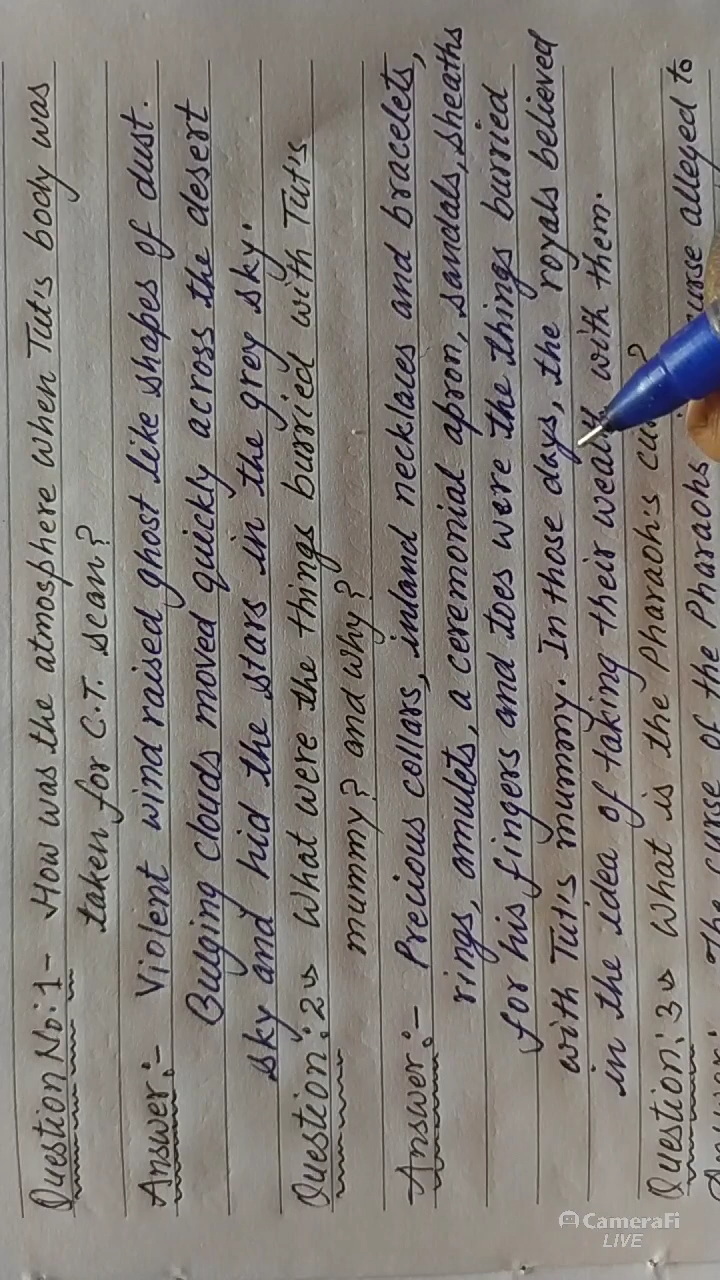 Question No:1- How was the atmosphere when Tut's body was
taken for C.T. scan?
Answer:- Violent wind raised ghost like shapes of dust.
Bulging clouds moved quickly across the desert
sky and hid the stars in the grey sky.
Question:2↪ What were the things burried with Tut's
mummy? and why?
Answer:- Precious collars, inland necklaces and bracelets,
rings, amulets, a ceremonial apron, sandals, sheaths
for his fingers and toes were the things burried
with Tut's mummy. In those days, the royals believed
in the idea of taking their wealth with them.
Question:3↪ What is the Pharaoh's
The curse of the Pharaohs curse alleged to
CameraFi
LIVE